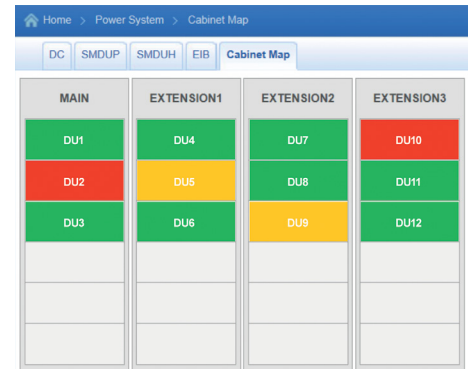 Home > Power System > Cabinet Map
DC SMDUP SMDUH EIB Cabinet Map
MAIN EXTENSION1 EXTENSION2 EXTENSION3
DU1 DU4 DU7 DU10
DU2 DU5 DU8 DU11
DU3 DU6 DU9 DU12